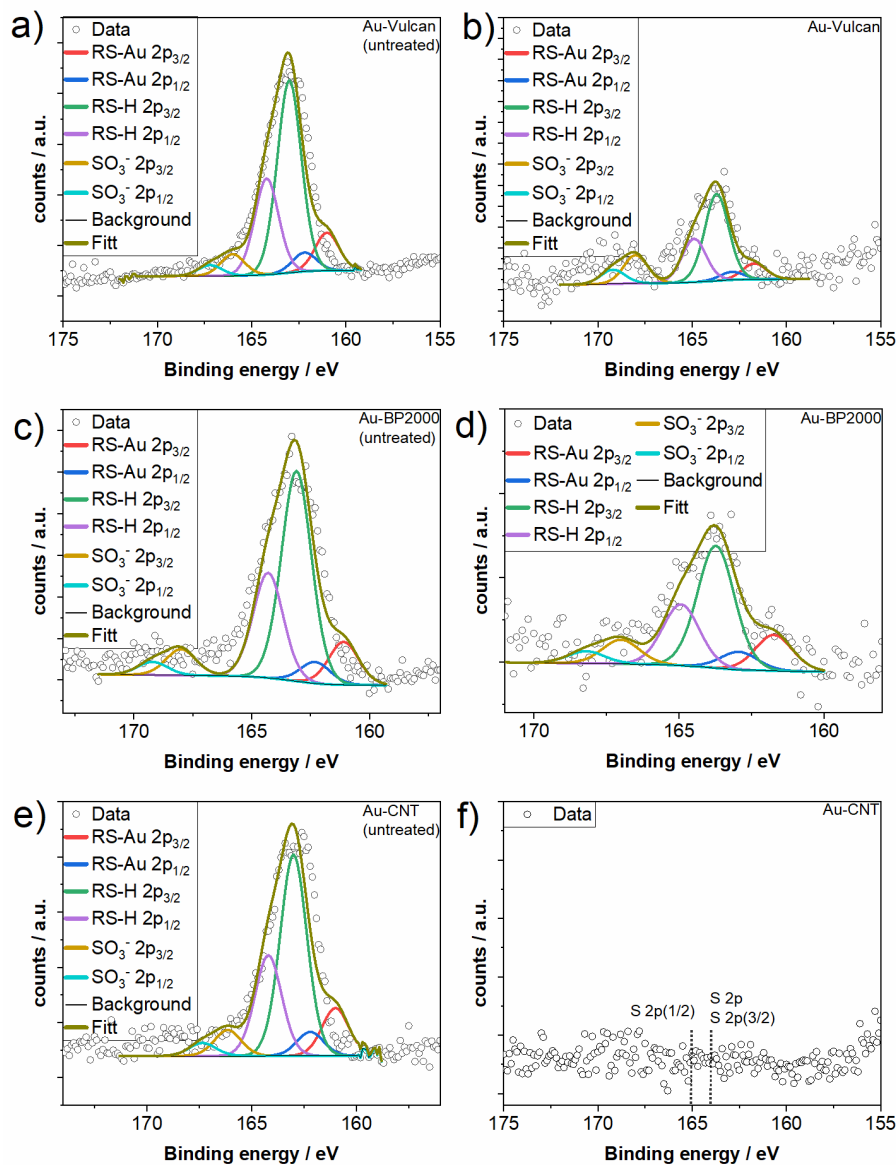 a)
Au-Vulcan
(untreated)
Data
RS-Au 2p3/2
RS-Au 2p1/2
RS-H 2p3/2
RS-H 2p1/2
SO3- 2p3/2
SO3- 2p1/2
Background
Fitt
counts / a.u.
175 170 165 160 155
Binding energy / eV
b)
Au-Vulcan
Data
RS-Au 2p3/2
RS-Au 2p1/2
RS-H 2p3/2
RS-H 2p1/2
SO3- 2p3/2
SO3- 2p1/2
Background
Fitt
counts / a.u.
175 170 165 160 155
Binding energy / eV
c)
Au-BP2000
(untreated)
Data
RS-Au 2p3/2
RS-Au 2p1/2
RS-H 2p3/2
RS-H 2p1/2
SO3- 2p3/2
SO3- 2p1/2
Background
Fitt
counts / a.u.
170 165 160
Binding energy / eV
d)
Au-BP2000
Data
RS-Au 2p3/2
RS-Au 2p1/2
RS-H 2p3/2
RS-H 2p1/2
SO3- 2p3/2
SO3- 2p1/2
Background
Fitt
counts / a.u.
170 165 160
Binding energy / eV
e)
Au-CNT
(untreated)
Data
RS-Au 2p3/2
RS-Au 2p1/2
RS-H 2p3/2
RS-H 2p1/2
SO3- 2p3/2
SO3- 2p1/2
Background
Fitt
counts / a.u.
170 165 160
Binding energy / eV
f)
Au-CNT
Data
S 2p
S 2p(1/2)
S 2p(3/2)
counts / a.u.
175 170 165 160 155
Binding energy / eV